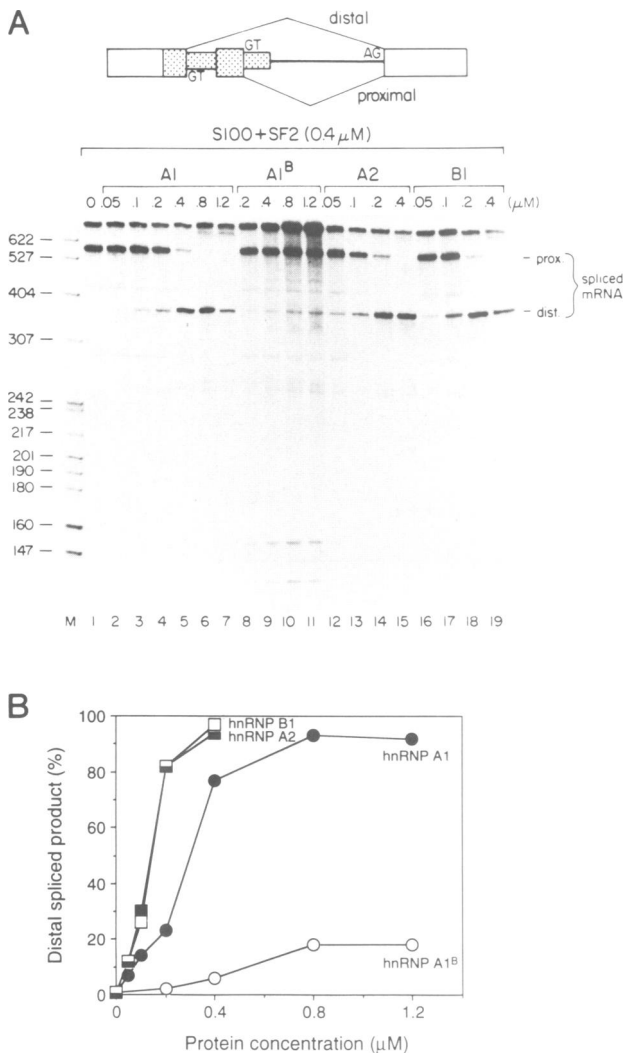 A
distal
GT
AG
GT
proximal
S100+SF2 (0.4 μM)
A1 A1B A2 B1
0 .05 .1 .2 .4 .8 1.2 .2 .4 .8 1.2 .05 .1 .2 .4 .05 .1 .2 .4 (μM)
622
527
404
307
242
238
217
201
190
180
160
147
prox.
dist.
spliced
mRNA
M 1 2 3 4 5 6 7 8 9 10 11 12 13 14 15 16 17 18 19
B
100
80
60
40
20
0
Distal spliced product (%)
hnRNP B1
hnRNP A2
hnRNP A1
hnRNP A1B
0 0.4 0.8 1.2
Protein concentration (μM)